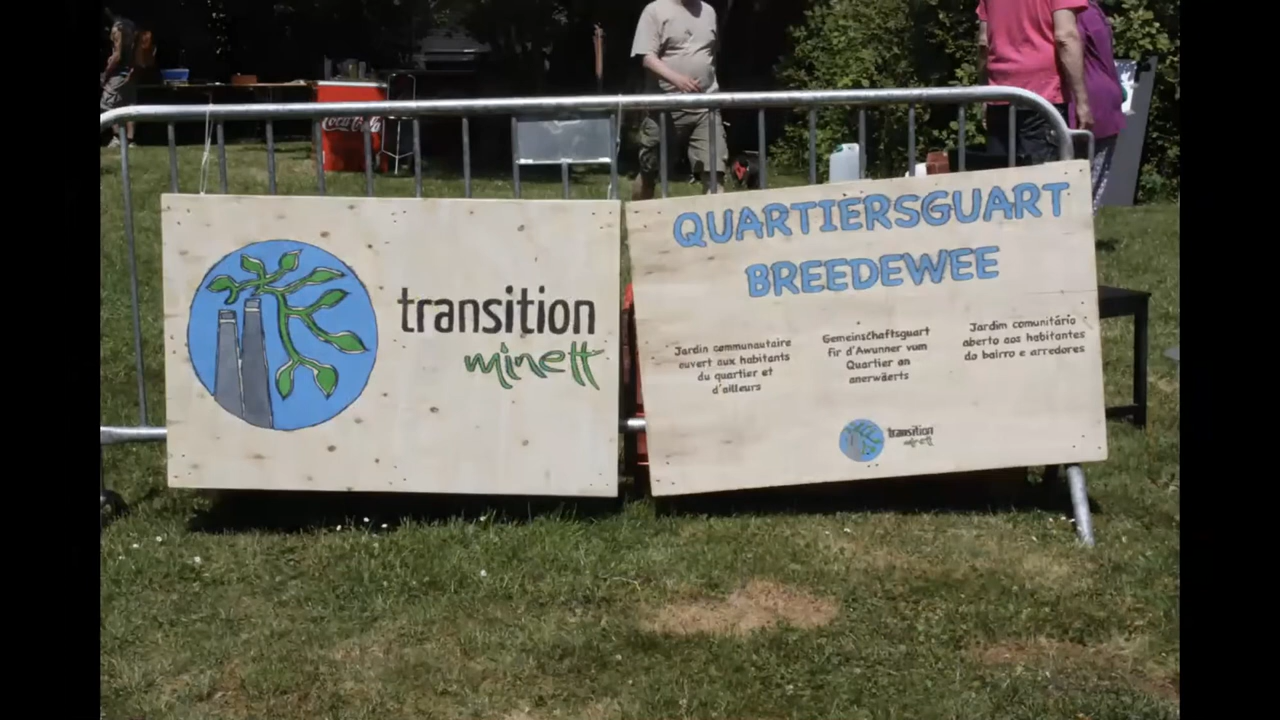 Coca-Cola
transition
minett
QUARTIERSGUART
BREEDEWEE
Jardin communautaire
ouvert aux habitants
du quartier et
d'ailleurs
Gemeinschaftsguart
fir d'Awunner vum
Quartier an
anerwäerts
Jardim comunitário
aberto aos habitantes
do bairro e arredores
transition
minett